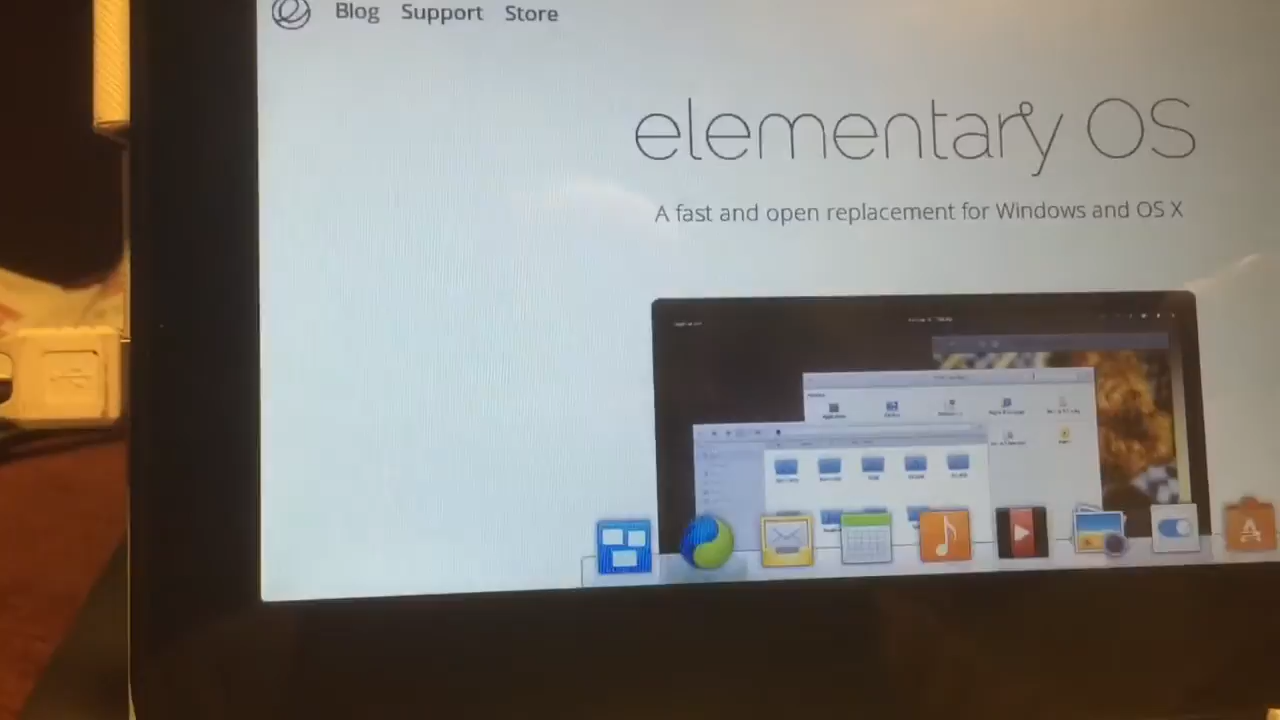 Blog Support Store
elementary OS
A fast and open replacement for Windows and OS X